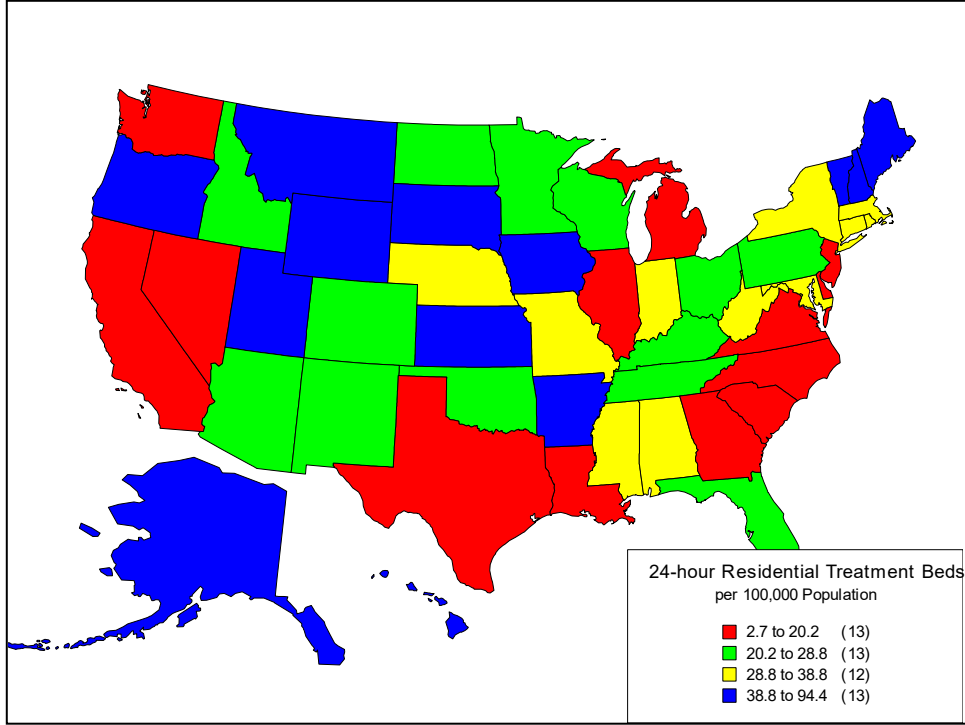 24-hour Residential Treatment Beds
per 100,000 Population
2.7 to 20.2 (13)
20.2 to 28.8 (13)
28.8 to 38.8 (12)
38.8 to 94.4 (13)